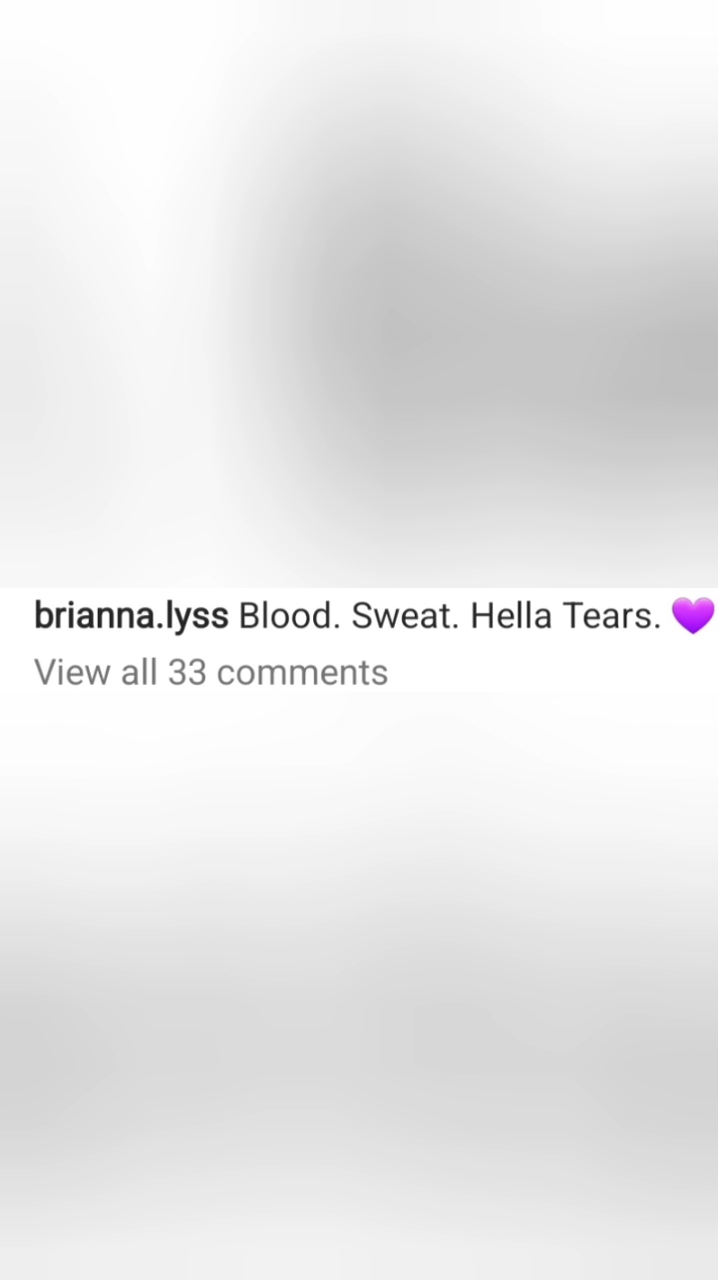 brianna.lyss Blood. Sweat. Hella Tears. 💜
View all 33 comments